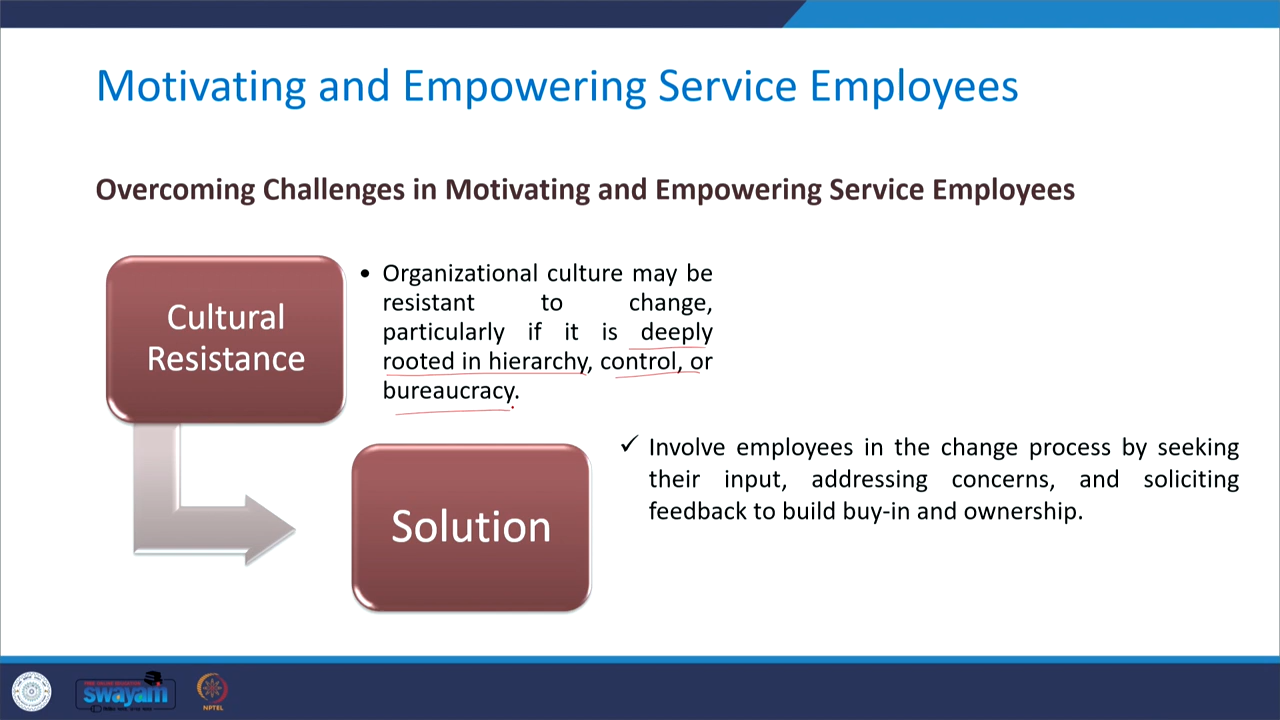 Motivating and Empowering Service Employees
Overcoming Challenges in Motivating and Empowering Service Employees
Cultural
Resistance
• Organizational culture may be
resistant to change,
particularly if it is deeply
rooted in hierarchy, control, or
bureaucracy.
Solution
✓ Involve employees in the change process by seeking
their input, addressing concerns, and soliciting
feedback to build buy-in and ownership.
swayam
NPTEL